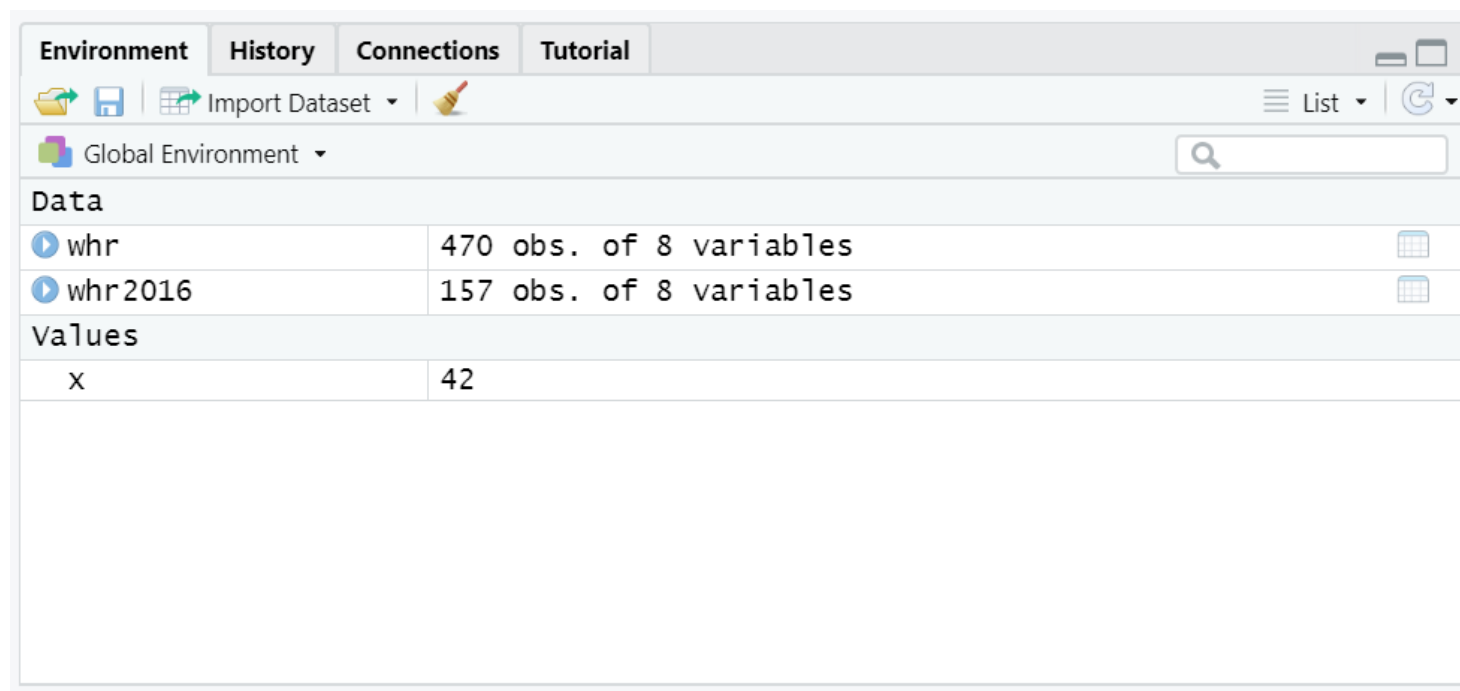 Environment History Connections Tutorial
Import Dataset List
Global Environment
Data
whr 470 obs. of 8 variables
whr2016 157 obs. of 8 variables
Values
x 42